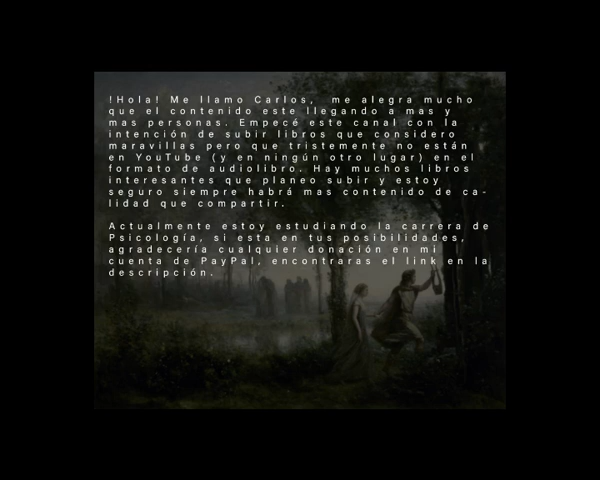 !Hola! Me llamo Carlos, me alegra mucho
que el contenido este llegando a mas y
mas personas. Empecé este canal con la
intención de subir libros que considero
maravillas pero que tristemente no están
en YouTube (y en ningún otro lugar) en el
formato de audiolibro. Hay muchos libros
interesantes que planeo subir y estoy
seguro siempre habrá mas contenido de ca-
lidad que compartir.
Actualmente estoy estudiando la carrera de
Psicología, si esta en tus posibilidades,
agradecería cualquier donación en mi
cuenta de PayPal, encontraras el link en la
descripción.